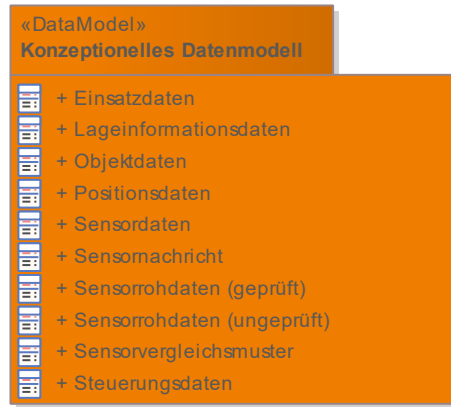 «DataModel»
Konzeptionelles Datenmodell
+ Einsatzdaten
+ Lageinformationsdaten
+ Objektdaten
+ Positionsdaten
+ Sensordaten
+ Sensornachricht
+ Sensorrohdaten (geprüft)
+ Sensorrohdaten (ungeprüft)
+ Sensorvergleichsmuster
+ Steuerungsdaten